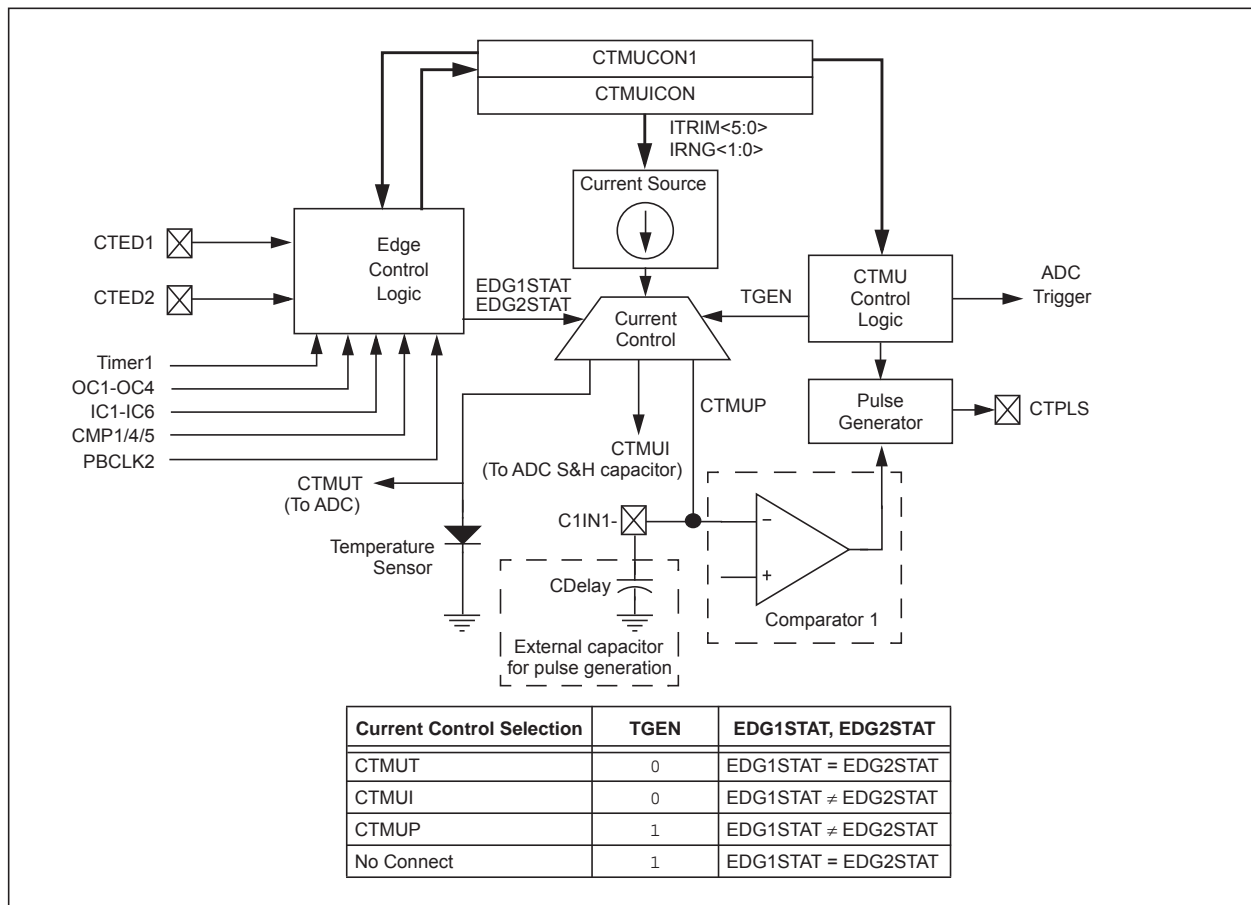 CTMUCON1
CTMUICON
ITRIM<5:0>
IRNG<1:0>
Current Source
CTED1
CTED2
Edge
Control
Logic
EDG1STAT
EDG2STAT
Current
Control
TGEN
CTMU
Control
Logic
ADC
Trigger
Timer1
OC1-OC4
IC1-IC6
CMP1/4/5
PBCLK2
CTMUP
Pulse
Generator
CTPLS
CTMUI
(To ADC S&H capacitor)
CTMUT
(To ADC)
C1IN1-
−
+
Temperature
Sensor
CDelay
Comparator 1
External capacitor
for pulse generation
Current Control Selection TGEN EDG1STAT, EDG2STAT
CTMUT 0 EDG1STAT = EDG2STAT
CTMUI 0 EDG1STAT ≠ EDG2STAT
CTMUP 1 EDG1STAT ≠ EDG2STAT
No Connect 1 EDG1STAT = EDG2STAT